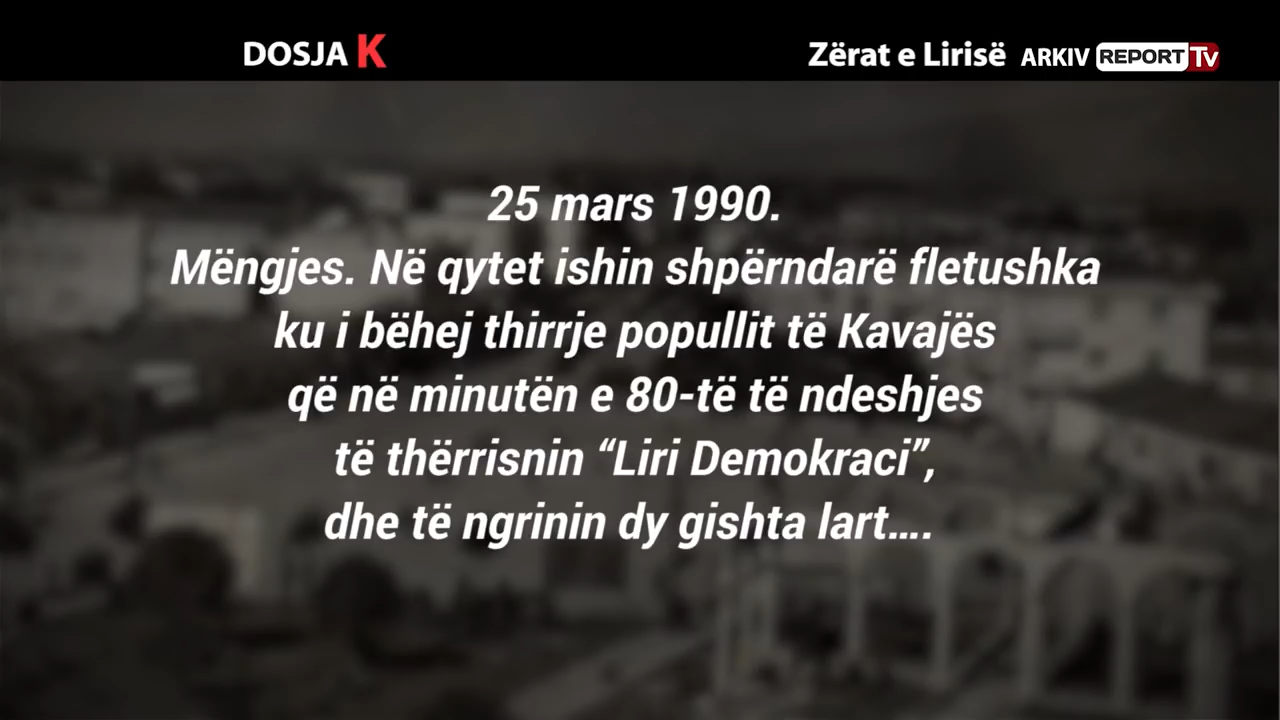 DOSJA K
Zërat e Lirisë ARKIV REPORT Tv
25 mars 1990.
Mëngjes. Në qytet ishin shpërndarë fletushka
ku i bëhej thirrje popullit të Kavajës
që në minutën e 80-të të ndeshjes
të thërrisnin “Liri Demokraci”,
dhe të ngrinin dy gishta lart....